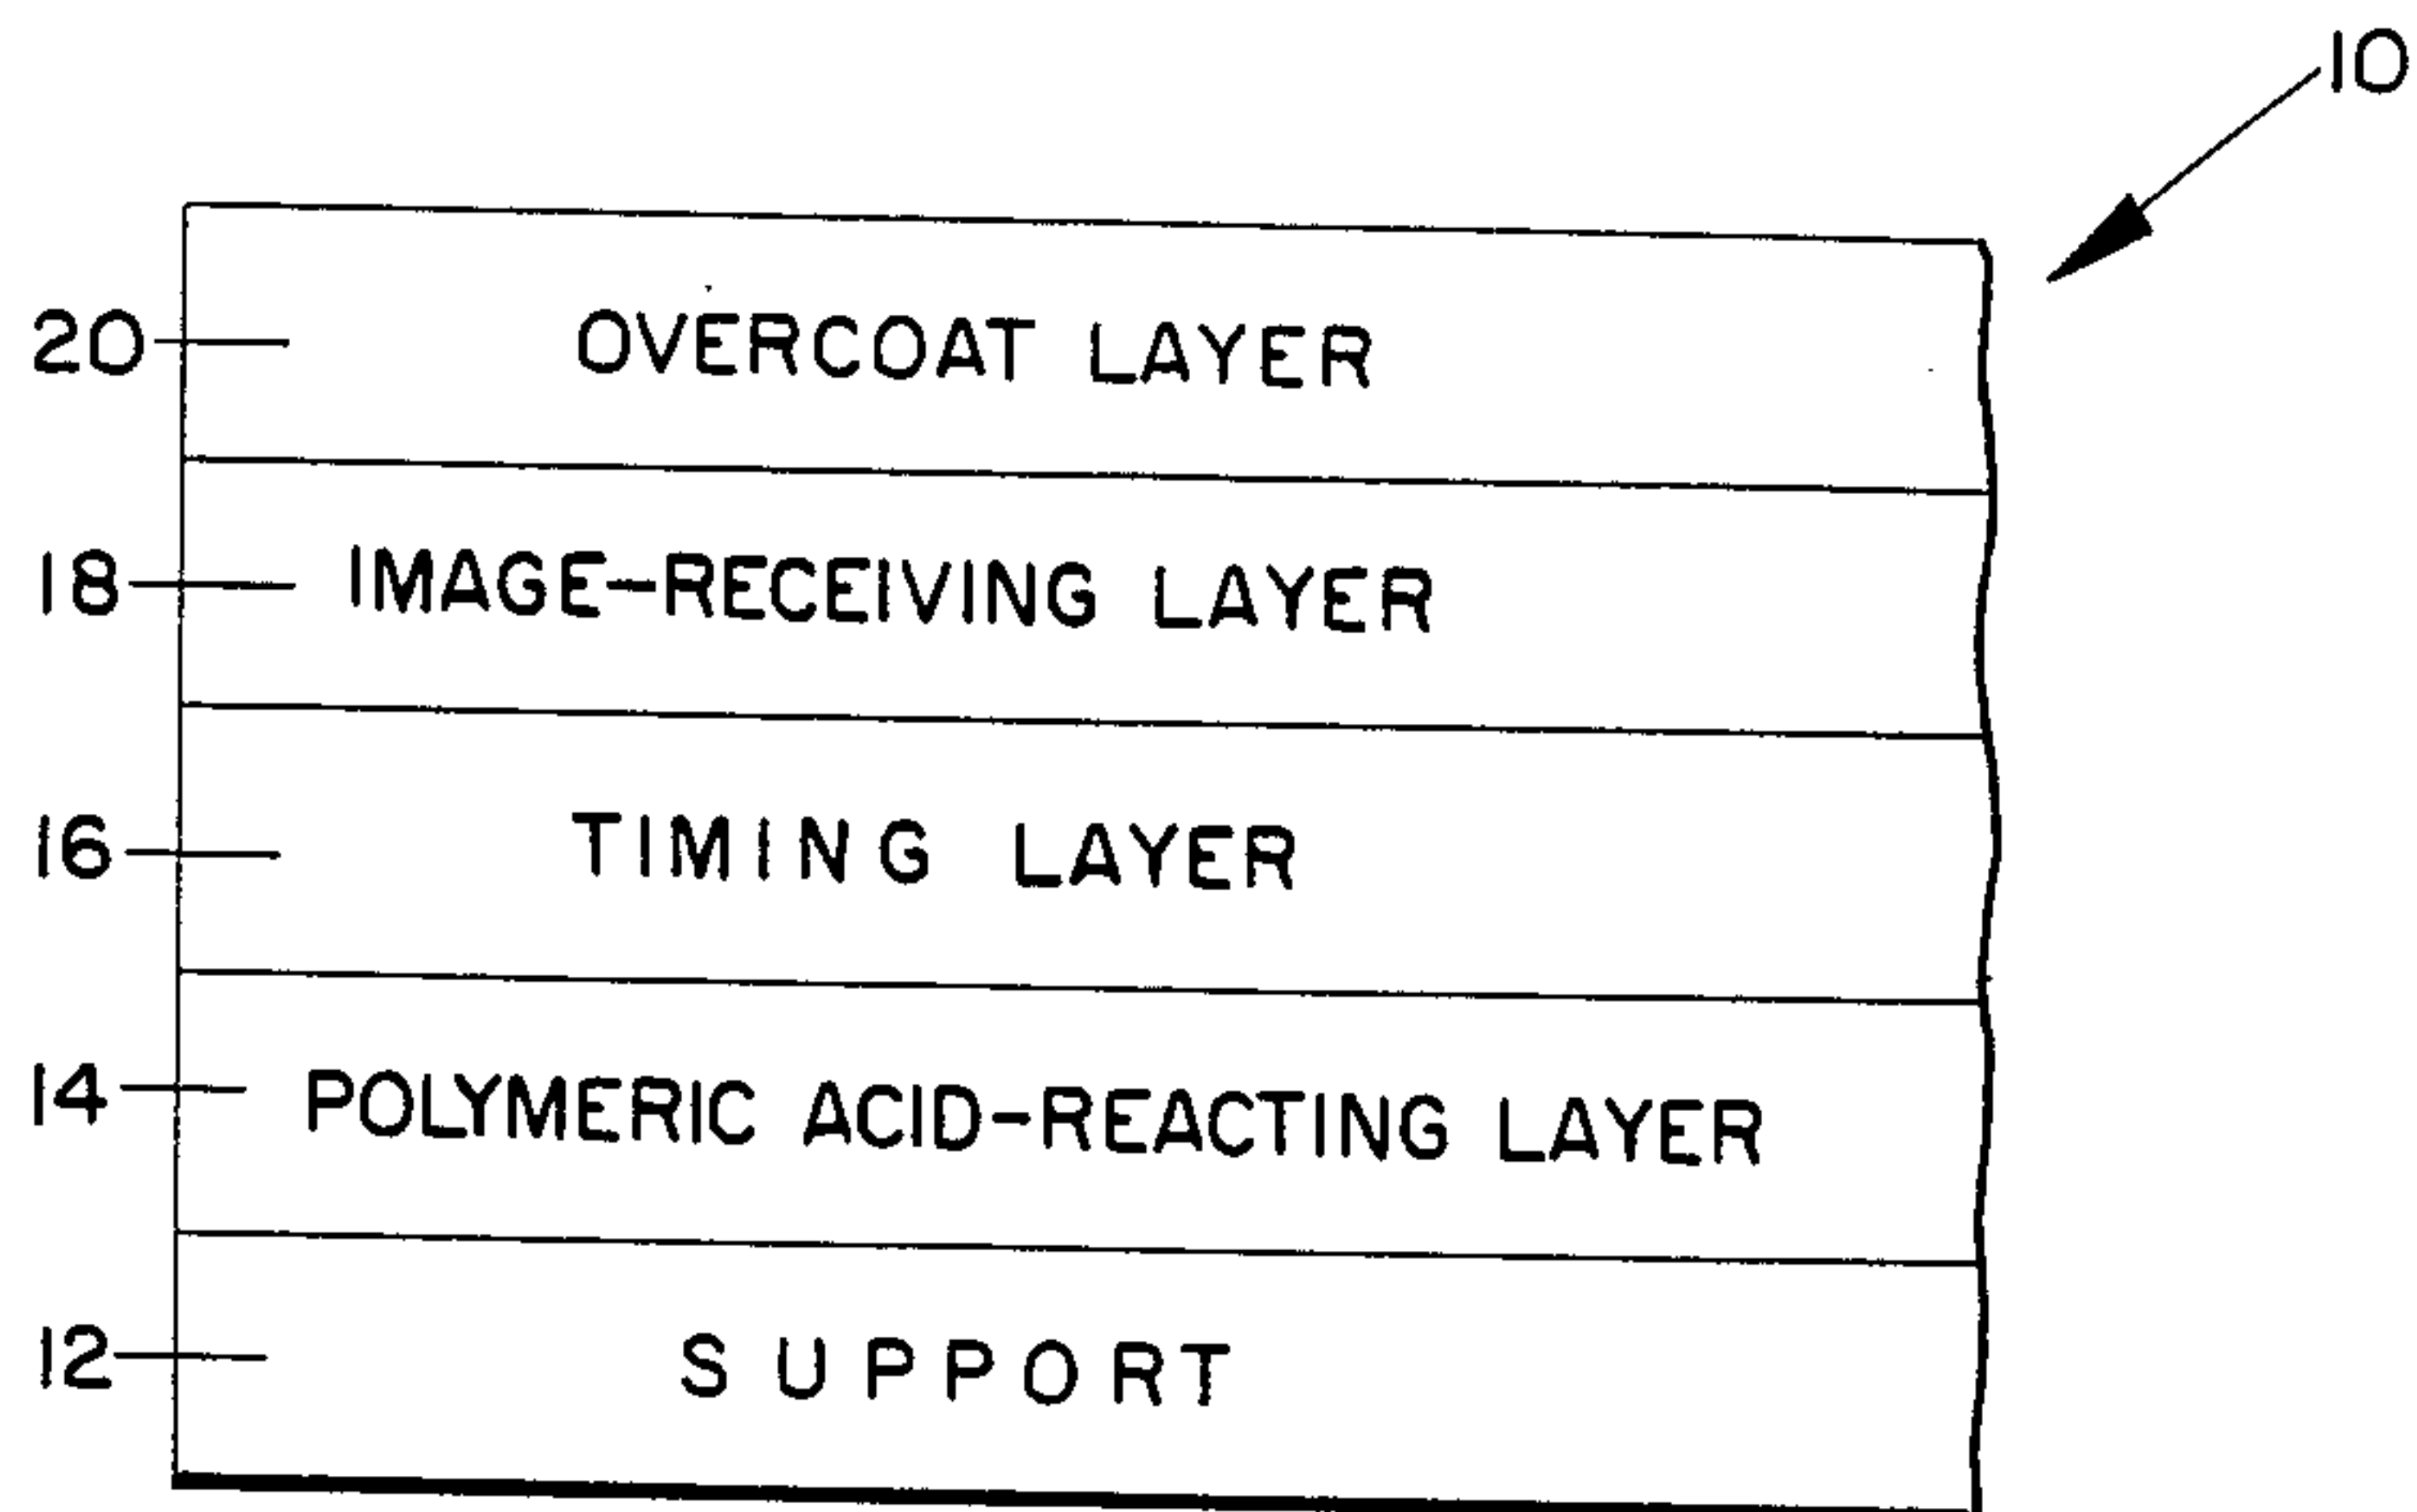 10
20 OVERCOAT LAYER
18 IMAGE-RECEIVING LAYER
16 TIMING LAYER
14 POLYMERIC ACID-REACTING LAYER
12 SUPPORT